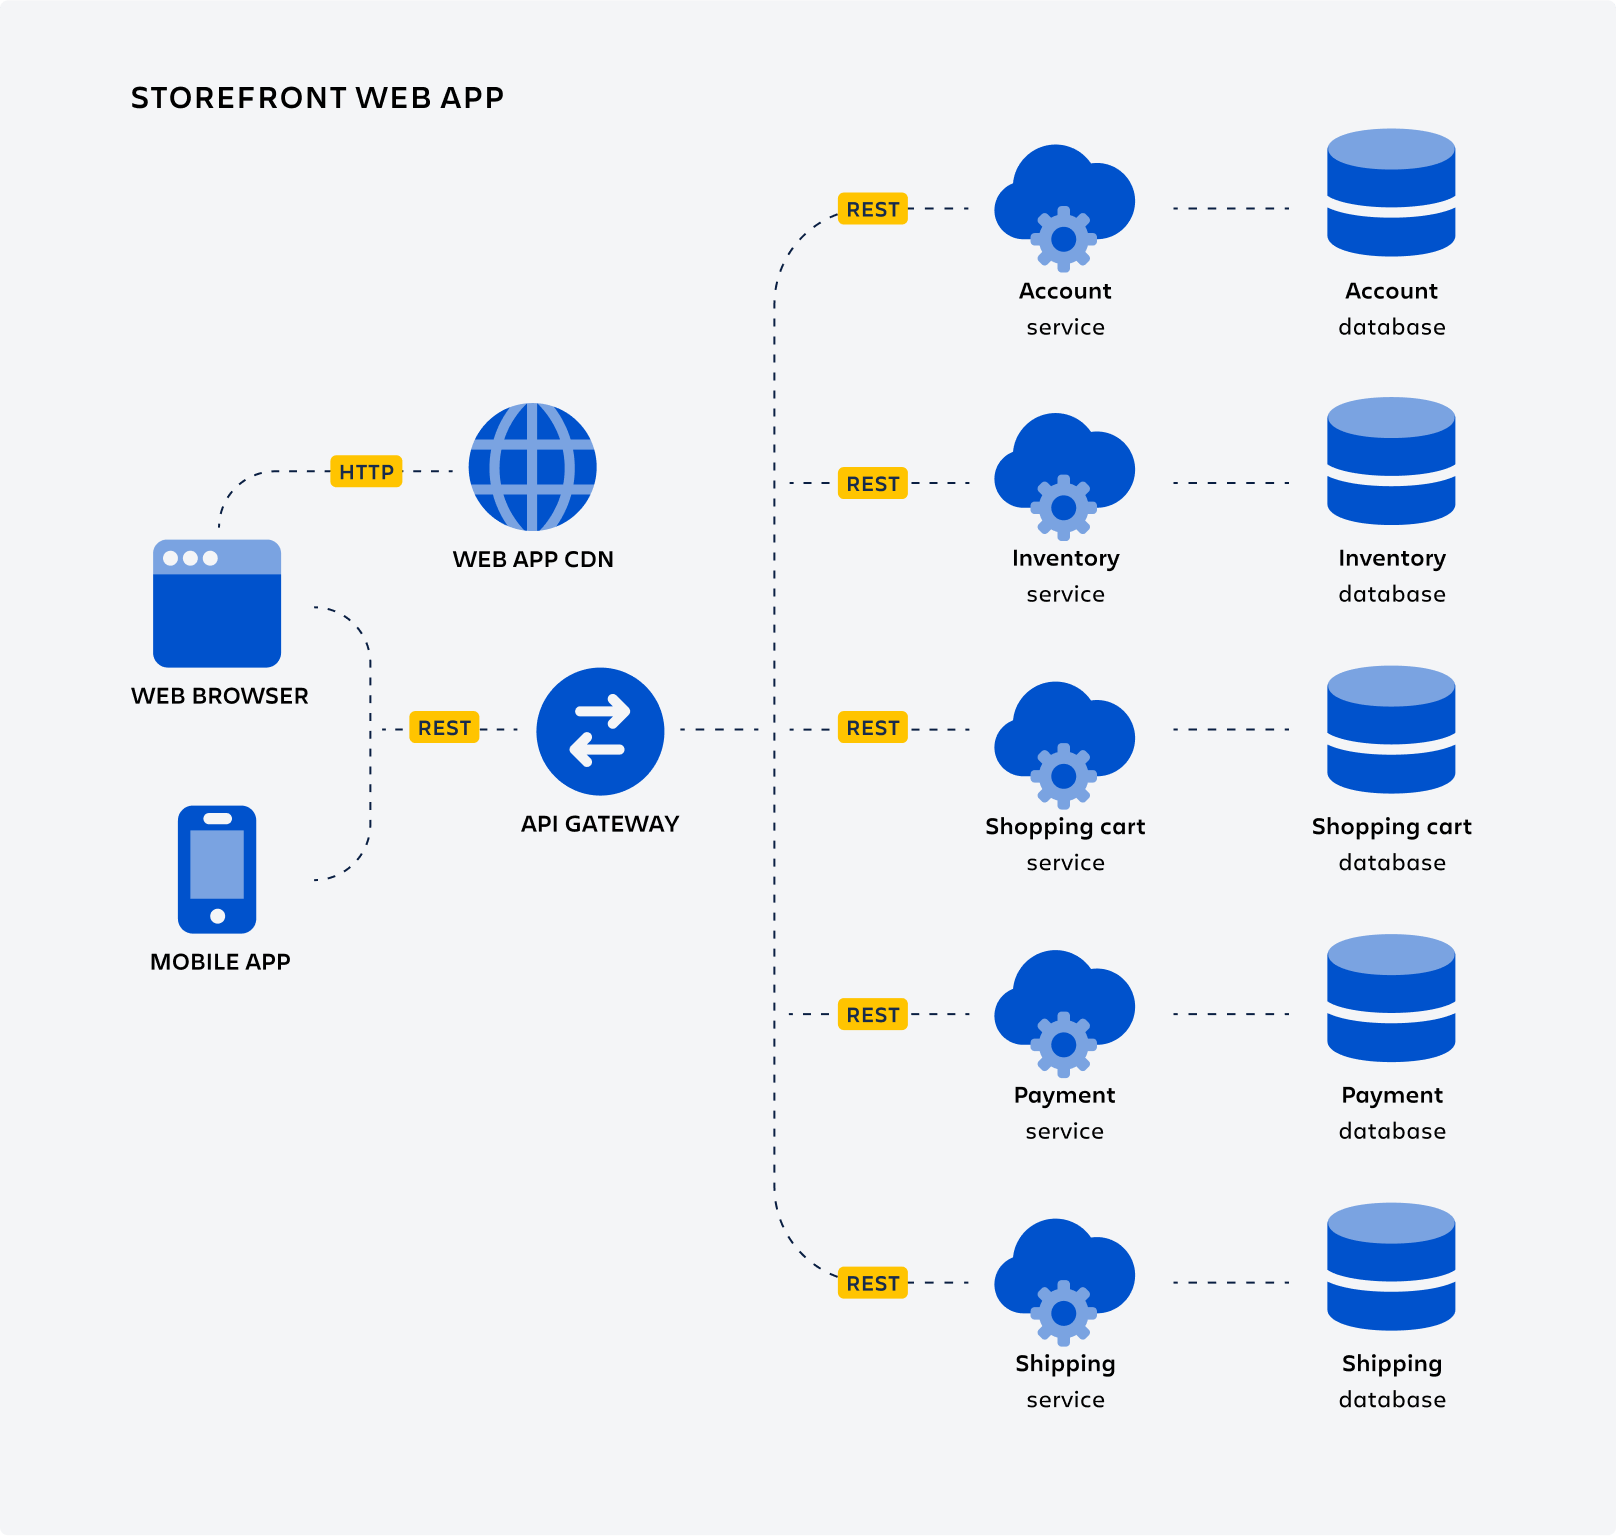 STOREFRONT WEB APP
HTTP
WEB APP CDN
WEB BROWSER
REST
API GATEWAY
MOBILE APP
REST
Account
service
Account
database
REST
Inventory
service
Inventory
database
REST
Shopping cart
service
Shopping cart
database
REST
Payment
service
Payment
database
REST
Shipping
service
Shipping
database